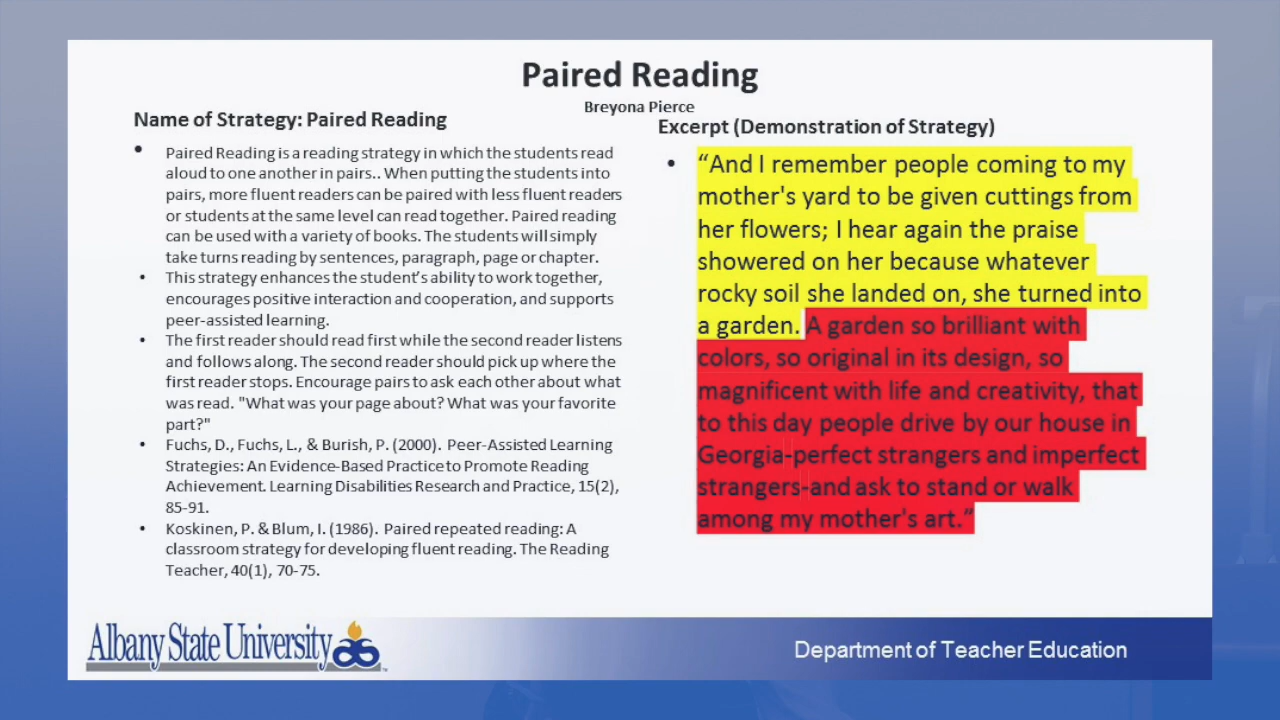 Paired Reading
Breyona Pierce
Name of Strategy: Paired Reading
• Paired Reading is a reading strategy in which the students read
aloud to one another in pairs.. When putting the students into
pairs, more fluent readers can be paired with less fluent readers
or students at the same level can read together. Paired reading
can be used with a variety of books. The students will simply
take turns reading by sentences, paragraph, page or chapter.
• This strategy enhances the student's ability to work together,
encourages positive interaction and cooperation, and supports
peer-assisted learning.
• The first reader should read first while the second reader listens
and follows along. The second reader should pick up where the
first reader stops. Encourage pairs to ask each other about what
was read. "What was your page about? What was your favorite
part?"
• Fuchs, D., Fuchs, L., & Burish, P. (2000). Peer-Assisted Learning
Strategies: An Evidence-Based Practice to Promote Reading
Achievement. Learning Disabilities Research and Practice, 15(2),
85-91.
• Koskinen, P. & Blum, I. (1986). Paired repeated reading: A
classroom strategy for developing fluent reading. The Reading
Teacher, 40(1), 70-75.
Excerpt (Demonstration of Strategy)
• “And I remember people coming to my
mother's yard to be given cuttings from
her flowers; I hear again the praise
showered on her because whatever
rocky soil she landed on, she turned into
a garden. A garden so brilliant with
colors, so original in its design, so
magnificent with life and creativity, that
to this day people drive by our house in
Georgia-perfect strangers and imperfect
strangers-and ask to stand or walk
among my mother's art.”
Albany State University
Department of Teacher Education